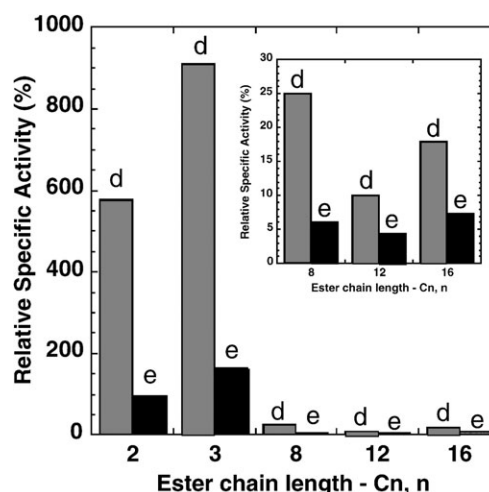 Relative Specific Activity (%)
1000
800
600
400
200
0
d
e
d
e
d
e
d
e
d
e
2 3 8 12 16
Ester chain length - Cn, n
Relative Specific Activity (%)
30
25
20
15
10
5
0
d
e
d
e
d
e
8 12 16
Ester chain length - Cn, n